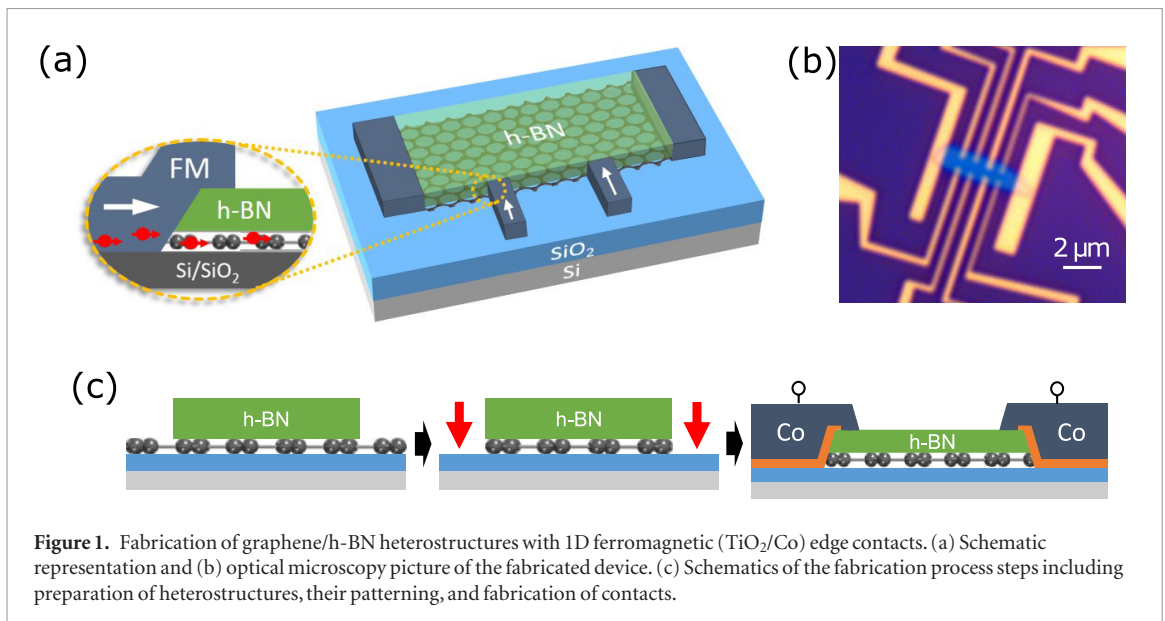 (a)
(b)
FM
h-BN
h-BN
Si/SiO₂
SiO₂
Si
2 µm
(c)
h-BN
h-BN
Co
h-BN
Co
Figure 1. Fabrication of graphene/h-BN heterostructures with 1D ferromagnetic (TiO₂/Co) edge contacts. (a) Schematic
representation and (b) optical microscopy picture of the fabricated device. (c) Schematics of the fabrication process steps including
preparation of heterostructures, their patterning, and fabrication of contacts.